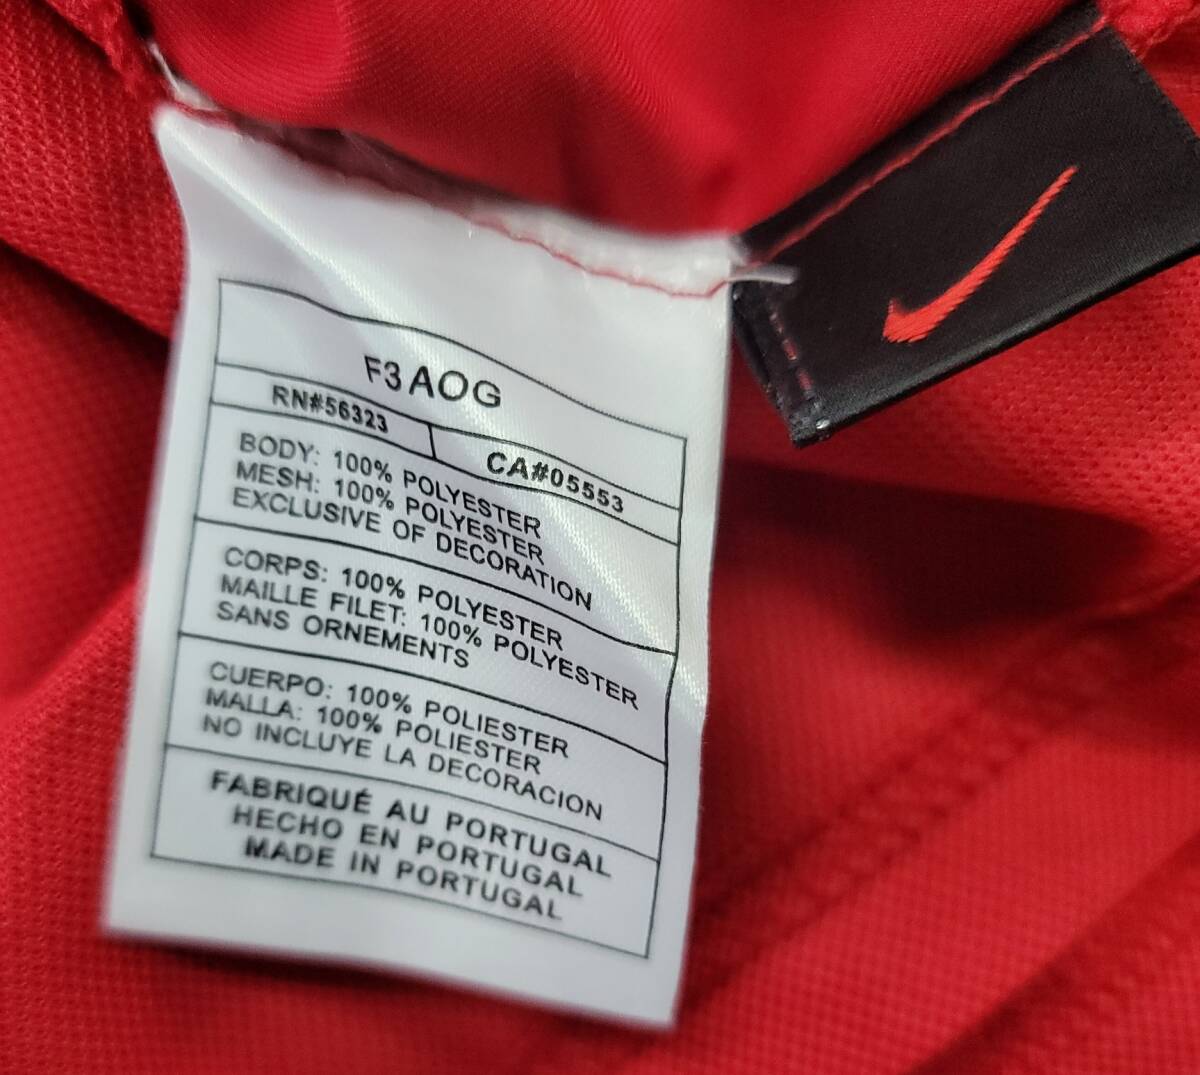 F3 AOG
RN#56323
CA#05553
BODY: 100% POLYESTER
MESH: 100% POLYESTER
EXCLUSIVE OF DECORATION
CORPS: 100% POLYESTER
MAILLE FILET: 100% POLYESTER
SANS ORNEMENTS
CUERPO: 100% POLIESTER
MALLA: 100% POLIESTER
NO INCLUYE LA DECORACION
FABRIQUÉ AU PORTUGAL
HECHO EN PORTUGAL
MADE IN PORTUGAL